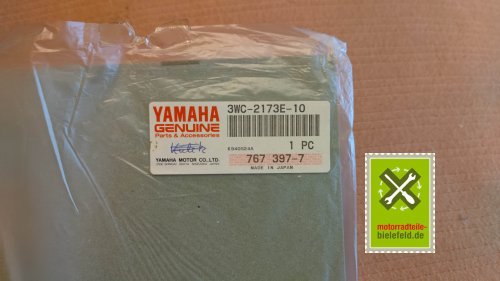 YAMAHA
GENUINE
Parts & Accessories
YAMAHA MOTOR CO.,LTD.
3WC-2173E-10
K940524A
1 PC
767 397-7
MADE IN JAPAN
motorradteile-
bielefeld.de